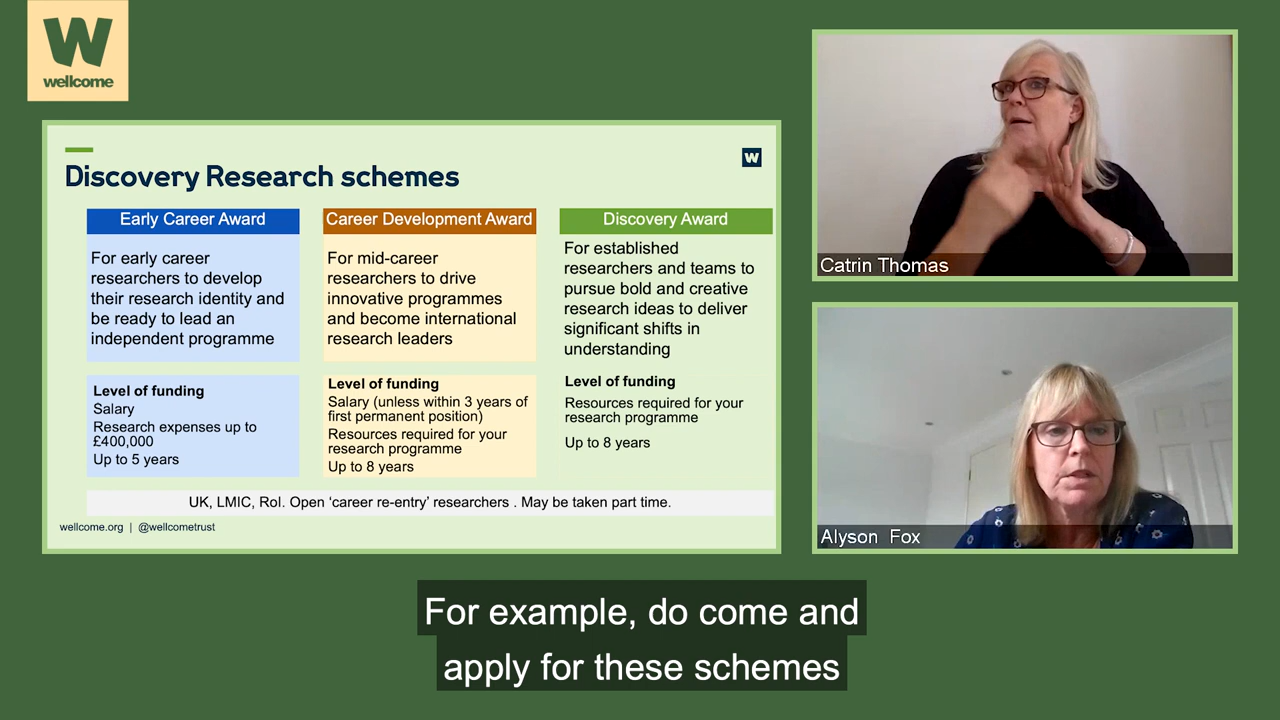 W
wellcome
W
Discovery Research schemes
Early Career Award
For early career
researchers to develop
their research identity and
be ready to lead an
independent programme
Level of funding
Salary
Research expenses up to
£400,000
Up to 5 years
Career Development Award
For mid-career
researchers to drive
innovative programmes
and become international
research leaders
Level of funding
Salary (unless within 3 years of
first permanent position)
Resources required for your
research programme
Up to 8 years
Discovery Award
For established
researchers and teams to
pursue bold and creative
research ideas to deliver
significant shifts in
understanding
Level of funding
Resources required for your
research programme
Up to 8 years
UK, LMIC, RoI. Open ‘career re-entry’ researchers . May be taken part time.
wellcome.org | @wellcometrust
Catrin Thomas
Alyson Fox
For example, do come and
apply for these schemes